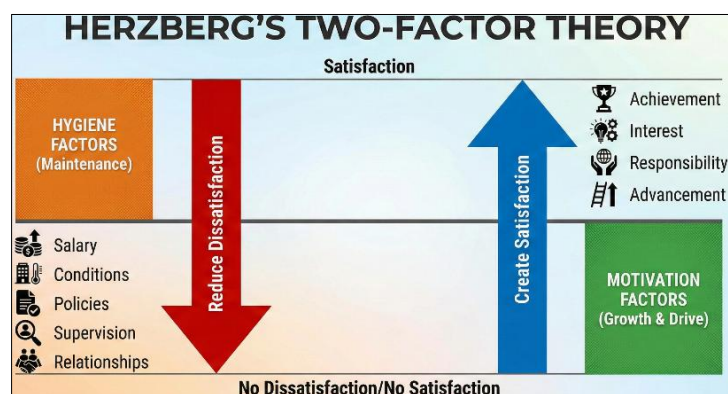 HERZBERG'S TWO-FACTOR THEORY
Satisfaction
HYGIENE
FACTORS
(Maintenance)
Salary
Conditions
Policies
Supervision
Relationships
Reduce Dissatisfaction
Create Satisfaction
Achievement
Interest
Responsibility
Advancement
MOTIVATION
FACTORS
(Growth & Drive)
No Dissatisfaction/No Satisfaction